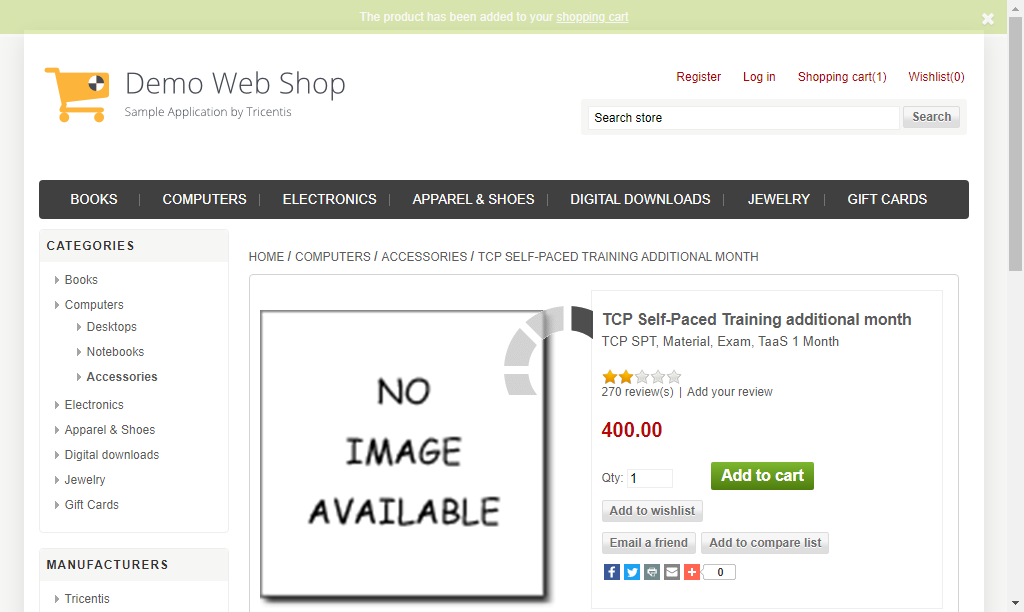 The product has been added to your shopping cart
Demo Web Shop
Sample Application by Tricentis
Register Log in Shopping cart(1) Wishlist(0)
Search store Search
BOOKS COMPUTERS ELECTRONICS APPAREL & SHOES DIGITAL DOWNLOADS JEWELRY GIFT CARDS
CATEGORIES
Books
Computers
Desktops
Notebooks
Accessories
Electronics
Apparel & Shoes
Digital downloads
Jewelry
Gift Cards
MANUFACTURERS
Tricentis
HOME / COMPUTERS / ACCESSORIES / TCP SELF-PACED TRAINING ADDITIONAL MONTH
NO
IMAGE
AVAILABLE
TCP Self-Paced Training additional month
TCP SPT, Material, Exam, TaaS 1 Month
270 review(s) | Add your review
400.00
Qty: 1 Add to cart
Add to wishlist
Email a friend Add to compare list
0